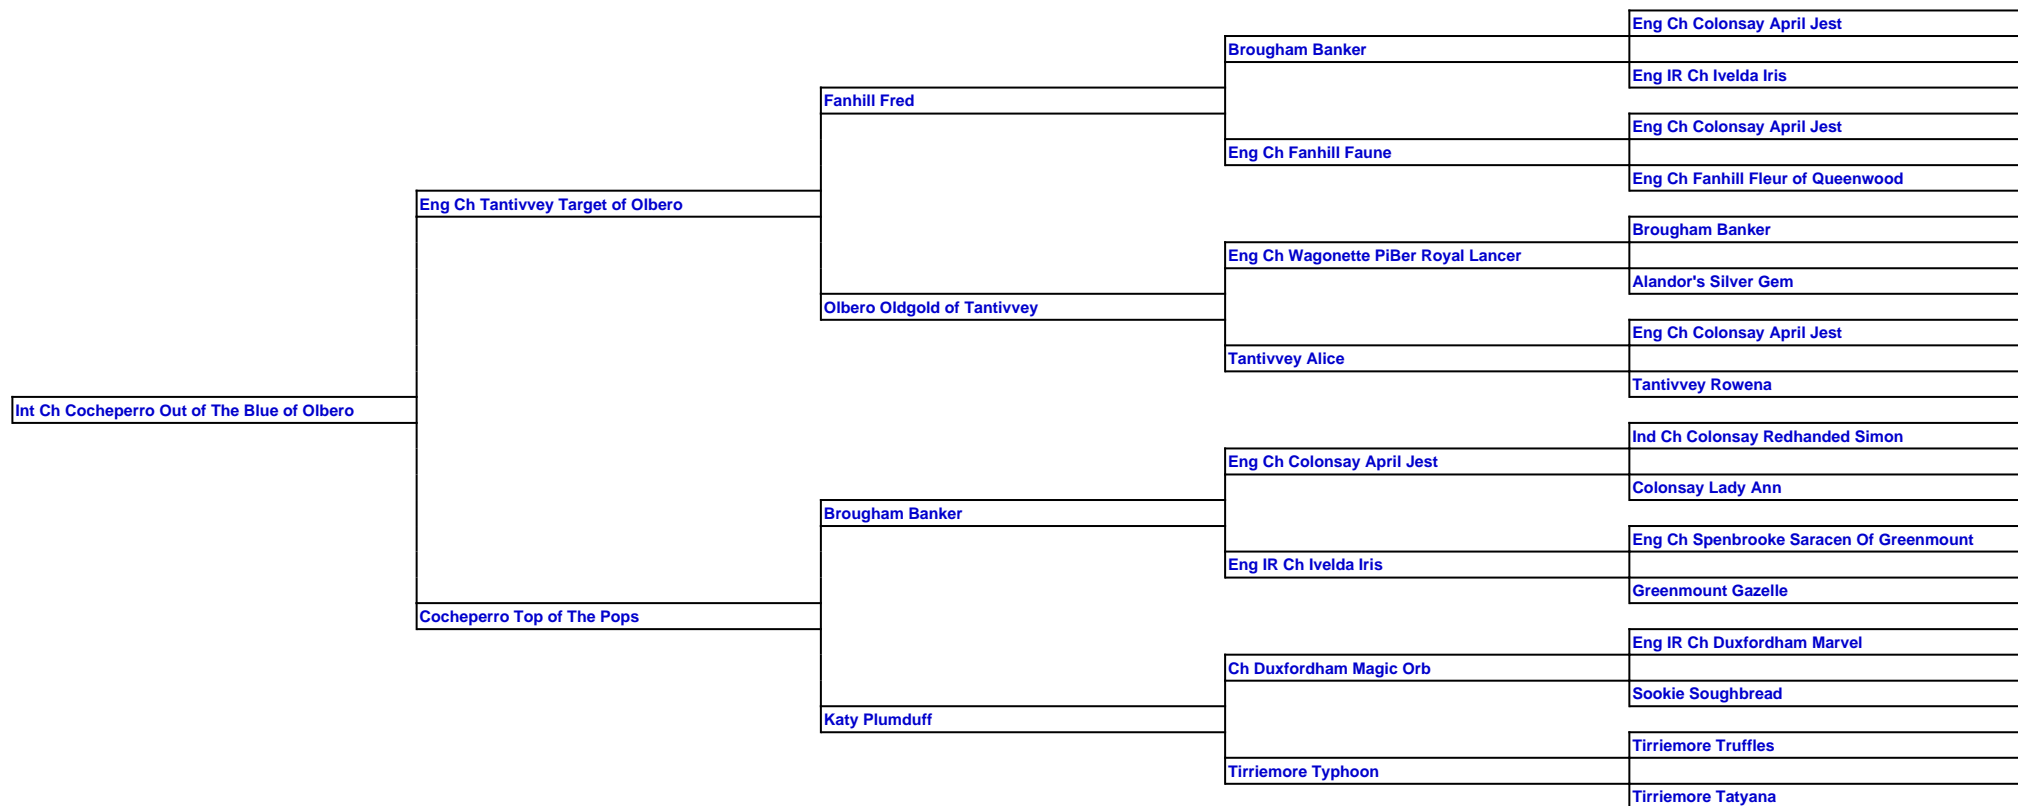 Eng Ch Colonsay April Jest
Brougham Banker
Eng IR Ch Ivelda Iris
Fanhill Fred
Eng Ch Colonsay April Jest
Eng Ch Fanhill Faune
Eng Ch Fanhill Fleur of Queenwood
Eng Ch Tantivvey Target of Olbero
Brougham Banker
Eng Ch Wagonette PiBer Royal Lancer
Alandor's Silver Gem
Olbero Oldgold of Tantivvey
Eng Ch Colonsay April Jest
Tantivvey Alice
Tantivvey Rowena
Int Ch Cocheperro Out of The Blue of Olbero
Ind Ch Colonsay Redhanded Simon
Eng Ch Colonsay April Jest
Colonsay Lady Ann
Brougham Banker
Eng Ch Spenbrooke Saracen Of Greenmount
Eng IR Ch Ivelda Iris
Greenmount Gazelle
Cocheperro Top of The Pops
Eng IR Ch Duxfordham Marvel
Ch Duxfordham Magic Orb
Sookie Soughbread
Katy Plumduff
Tirriemore Truffles
Tirriemore Typhoon
Tirriemore Tatyana